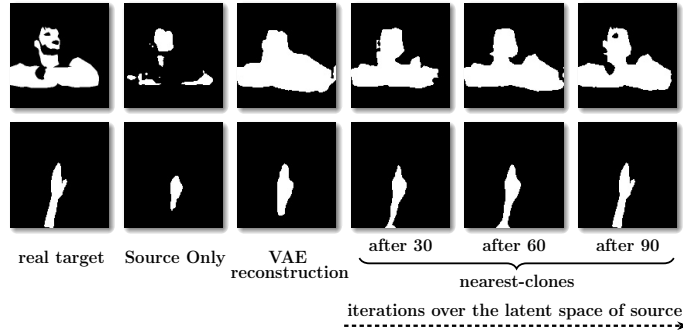 real target
Source Only
VAE
reconstruction
after 30
after 60
after 90
nearest-clones
iterations over the latent space of source